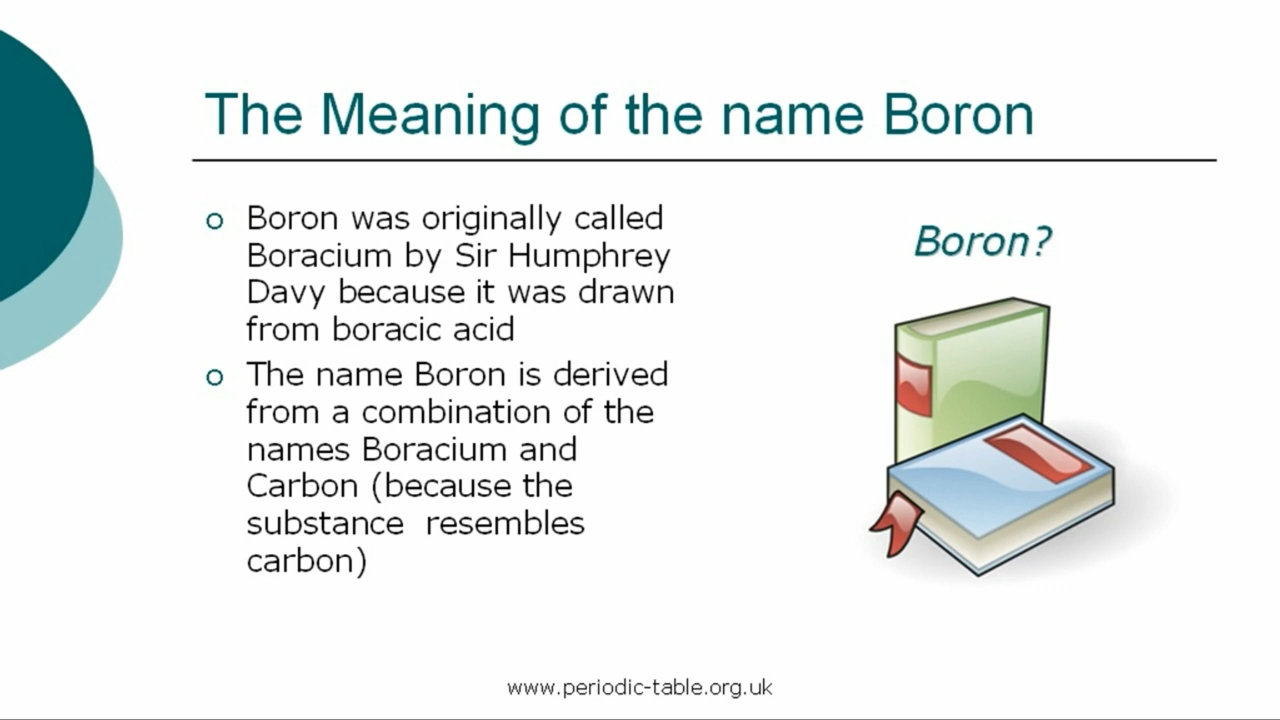 The Meaning of the name Boron
Boron was originally called
Boracium by Sir Humphrey
Davy because it was drawn
from boracic acid
The name Boron is derived
from a combination of the
names Boracium and
Carbon (because the
substance  resembles
carbon)
Boron?
www.periodic-table.org.uk